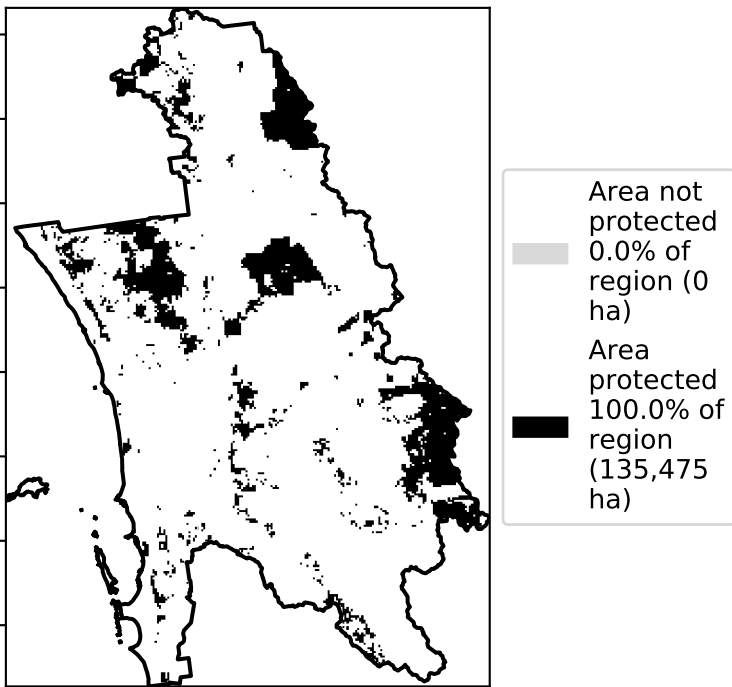 Area not
protected
0.0% of
region (0
ha)
Area
protected
100.0% of
region
(135,475
ha)